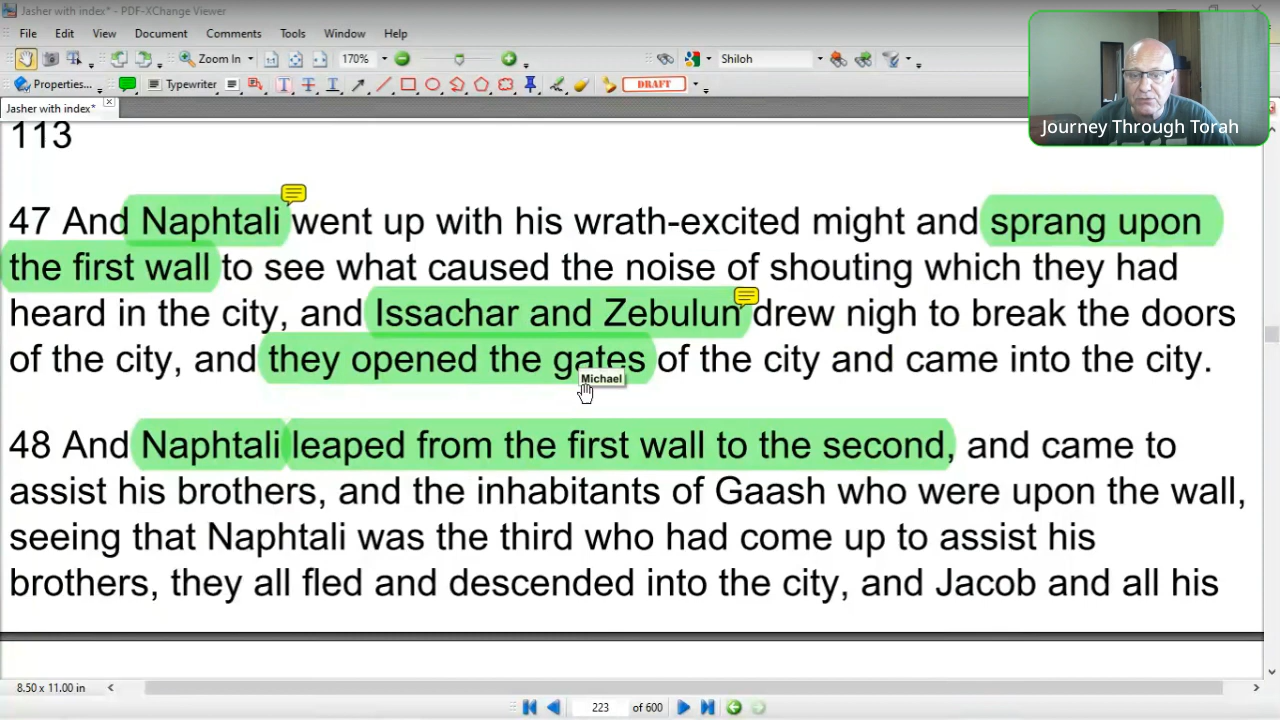 Jasher with index* - PDF-XChange Viewer
File Edit View Document Comments Tools Window Help
Zoom In 170% Shiloh
Properties... Typewriter DRAFT
Jasher with index*
Journey Through Torah
113
47 And Naphtali went up with his wrath-excited might and sprang upon
the first wall to see what caused the noise of shouting which they had
heard in the city, and Issachar and Zebulun drew nigh to break the doors
of the city, and they opened the gates of the city and came into the city.
Michael
48 And Naphtali leaped from the first wall to the second, and came to
assist his brothers, and the inhabitants of Gaash who were upon the wall,
seeing that Naphtali was the third who had come up to assist his
brothers, they all fled and descended into the city, and Jacob and all his
8.50 x 11.00 in
223 of 600